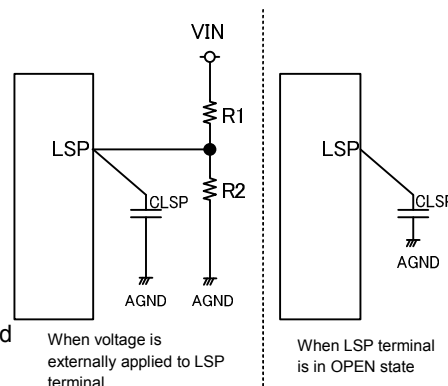 VIN
R1
LSP
R2
CLSP
AGND
AGND
d
When voltage is
externally applied to LSP
terminal
LSP
CLSP
AGND
When LSP terminal
is in OPEN state